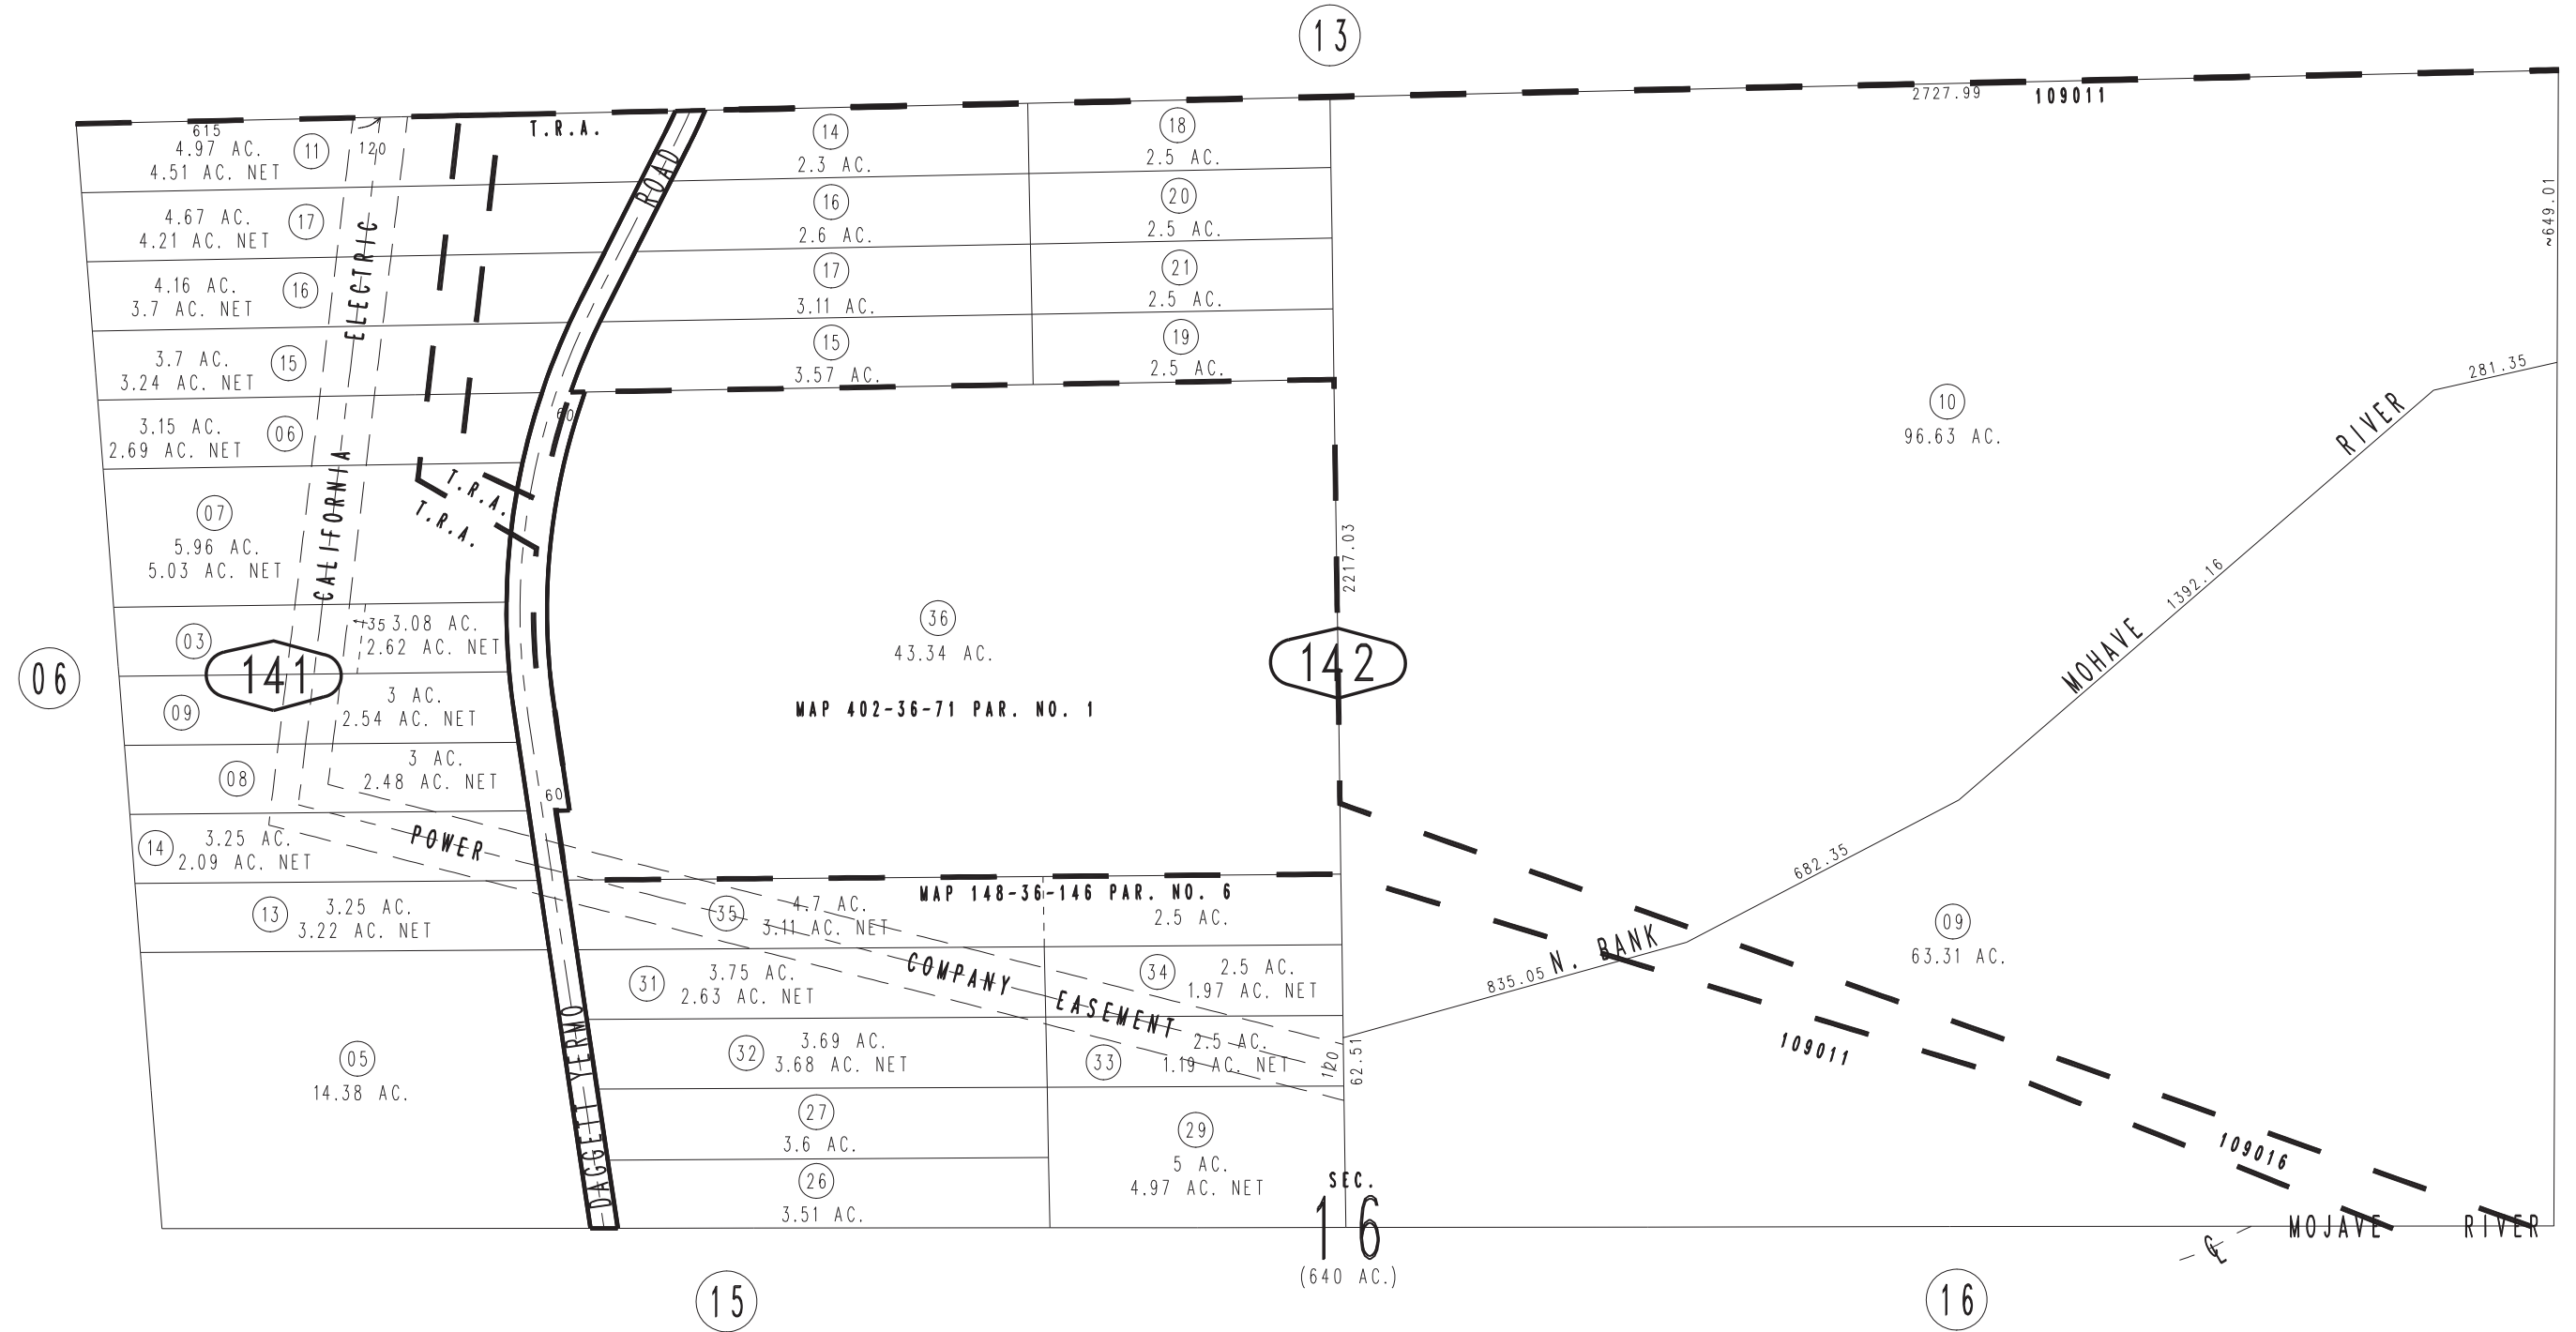 13
2727.99
109011
615
4.97 AC.
4.51 AC. NET
11
120
T.R.A.
ROAD
14
2.3 AC.
18
2.5 AC.
~649.01
4.67 AC.
4.21 AC. NET
17
16
2.6 AC.
20
2.5 AC.
4.16 AC.
3.7 AC. NET
16
17
3.11 AC.
21
2.5 AC.
3.7 AC.
3.24 AC. NET
15
15
3.57 AC.
19
2.5 AC.
281.35
3.15 AC.
2.69 AC. NET
06
60
10
96.63 AC.
CALIFORNIA ELECTRIC
T.R.A.
T.R.A.
07
5.96 AC.
5.03 AC. NET
2217.03
MOHAVE RIVER
1392.16
03
35
3.08 AC.
2.62 AC. NET
36
43.34 AC.
MAP 402-36-71 PAR. NO. 1
06
141
142
09
3 AC.
2.54 AC. NET
08
3 AC.
2.48 AC. NET
60
14
3.25 AC.
2.09 AC. NET
POWER COMPANY EASEMENT
682.35
13
3.25 AC.
3.22 AC. NET
MAP 148-36-146 PAR. NO. 6
35
4.7 AC.
3.11 AC. NET
2.5 AC.
09
63.31 AC.
835.05
N. BANK
31
3.75 AC.
2.63 AC. NET
34
2.5 AC.
1.97 AC. NET
32
3.69 AC.
3.68 AC. NET
33
2.5 AC.
1.19 AC. NET
120
62.51
109011
05
14.38 AC.
DAGGETT YERMO
27
3.6 AC.
29
5 AC.
4.97 AC. NET
109016
26
3.51 AC.
SEC.
16
(640 AC.)
MOJAVE RIVER
℄
15
16